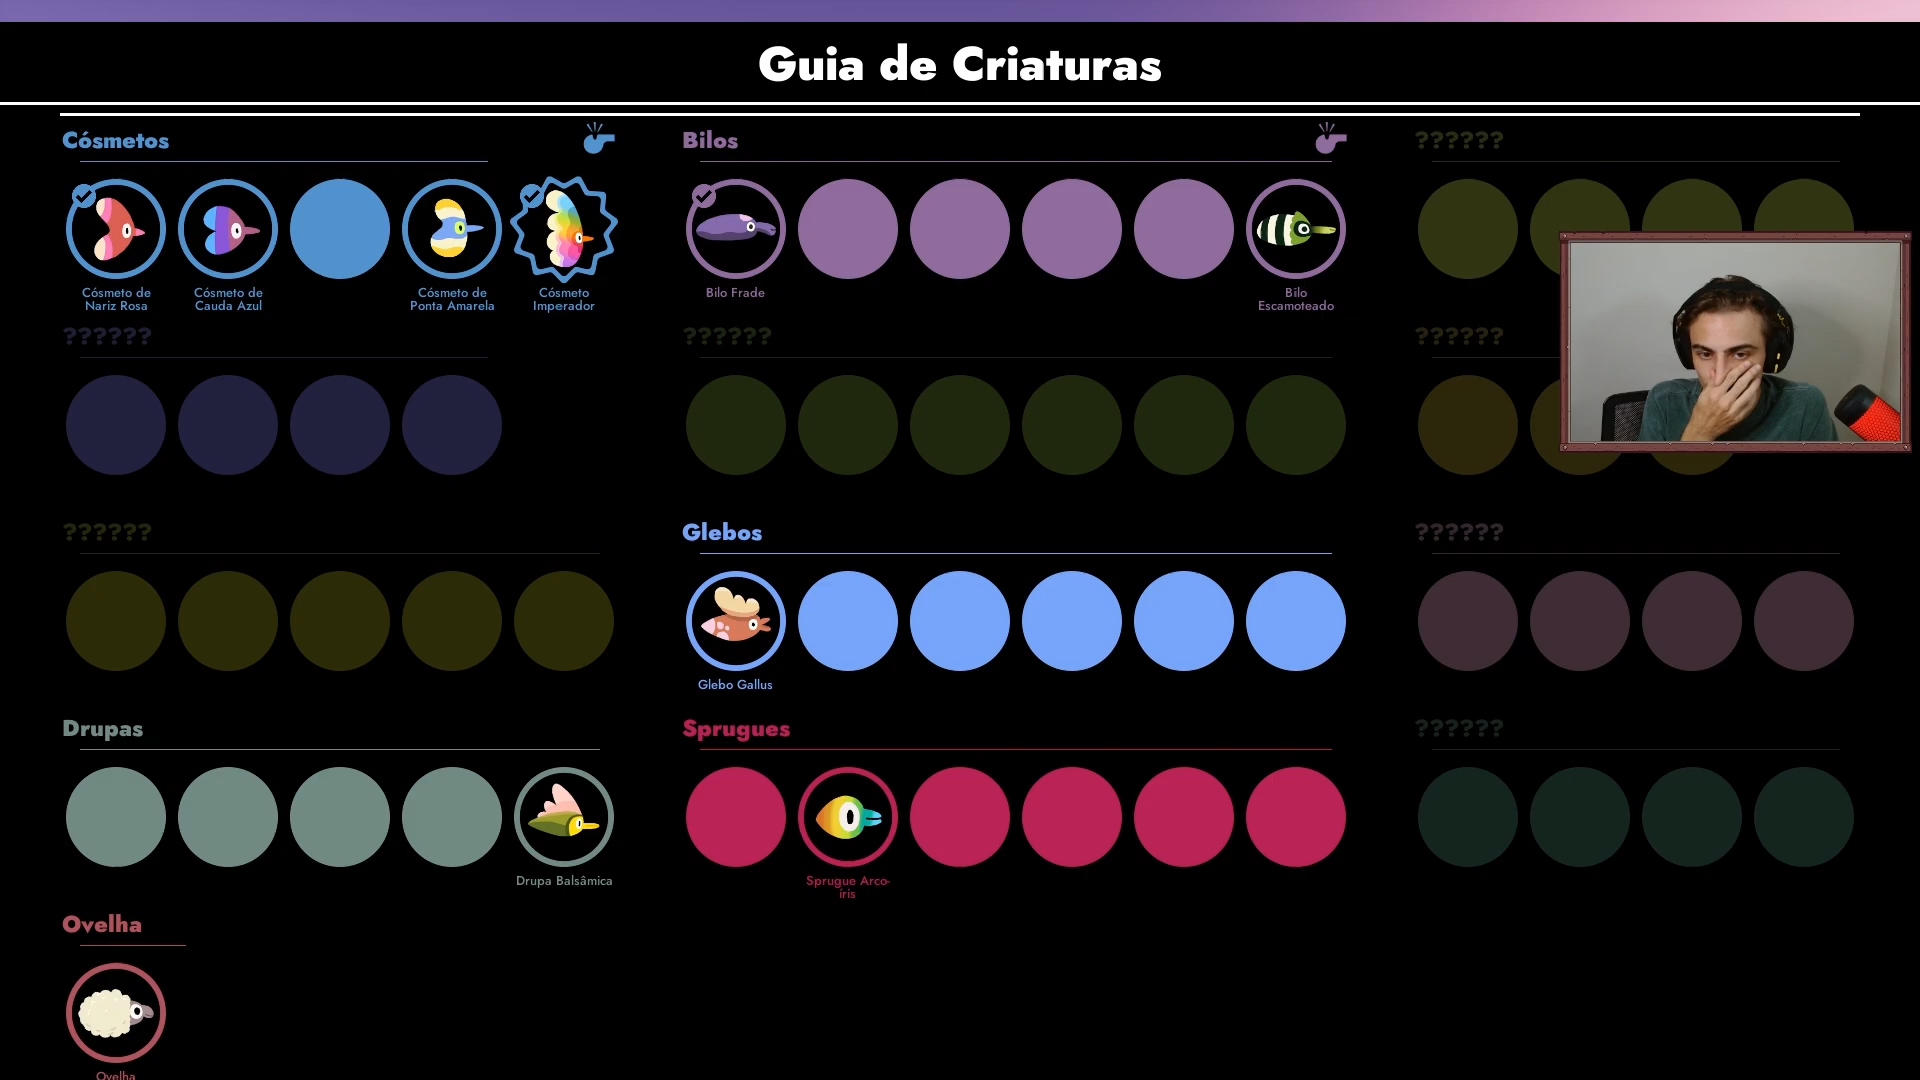 Guia de Criaturas
Cósmetos
Bilos
??????
Cósmeto de
Nariz Rosa
Cósmeto de
Cauda Azul
Cósmeto de
Ponta Amarela
Cósmeto
Imperador
Bilo Frade
Bilo
Escamoteado
??????
??????
??????
??????
Glebos
??????
Glebo Gallus
Drupas
Sprugues
??????
Drupa Balsâmica
Sprugue Arco-
íris
Ovelha
Ovelha